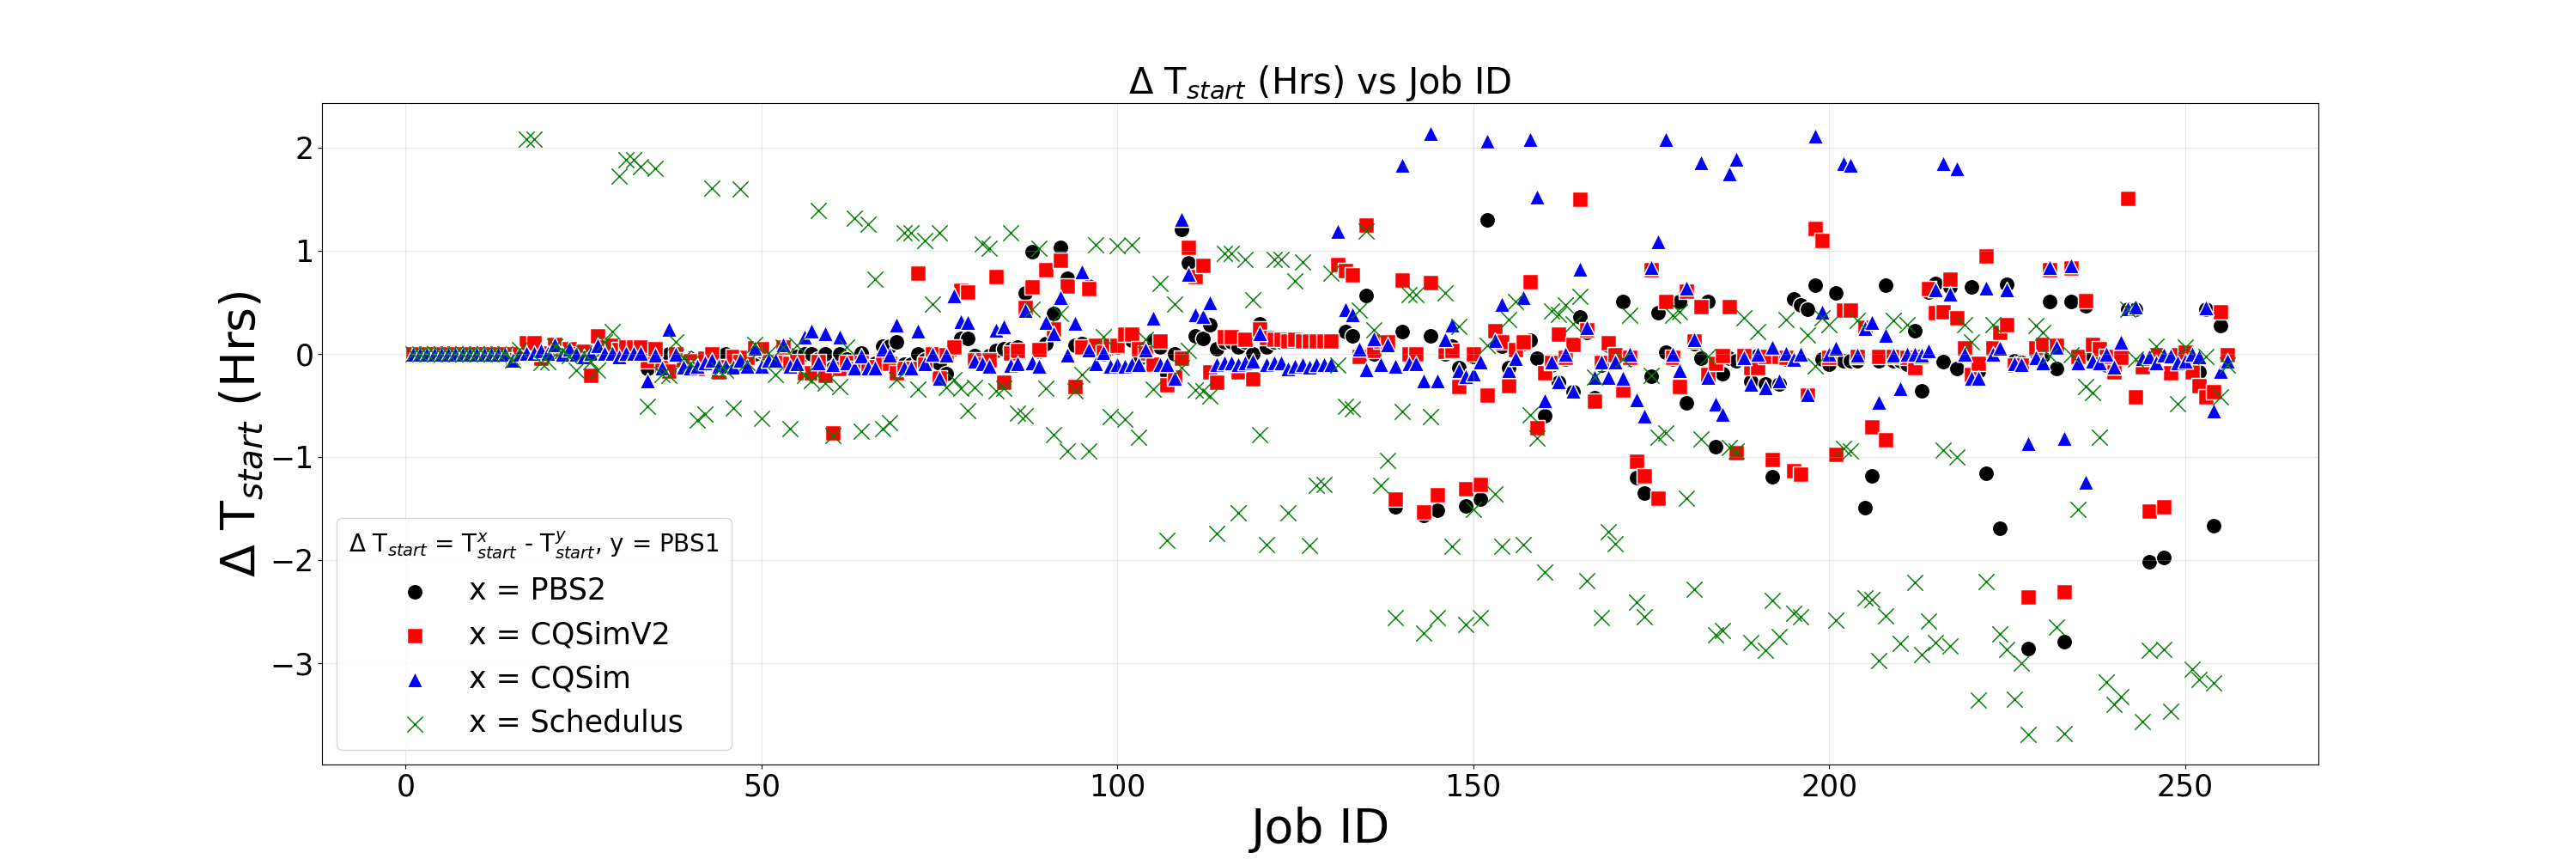 Δ T_start (Hrs) vs Job ID
Δ T_start (Hrs)
2
1
0
−1
−2
−3
Δ T_start = T^x_start - T^y_start, y = PBS1
x = PBS2
x = CQSimV2
x = CQSim
x = Schedulus
0 50 100 150 200 250
Job ID